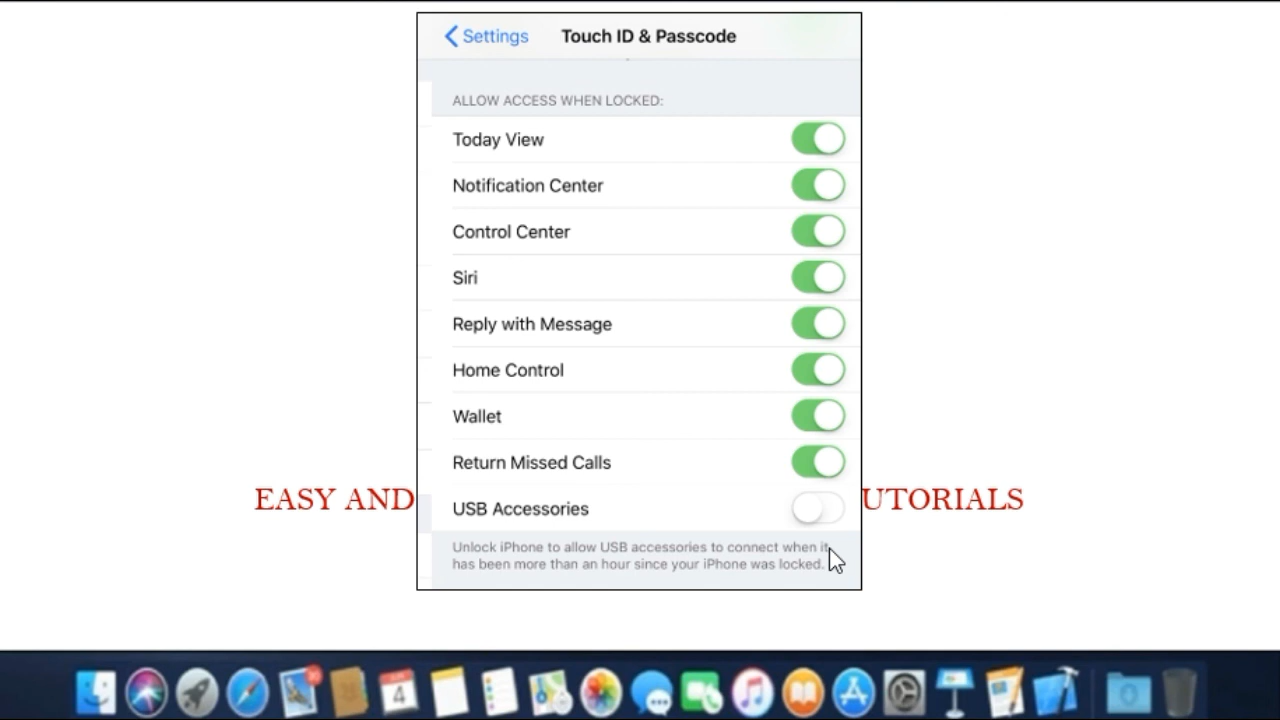 Settings
Touch ID & Passcode
ALLOW ACCESS WHEN LOCKED:
Today View
Notification Center
Control Center
Siri
Reply with Message
Home Control
Wallet
Return Missed Calls
EASY AND UTORIALS
USB Accessories
Unlock iPhone to allow USB accessories to connect when it
has been more than an hour since your iPhone was locked.
4